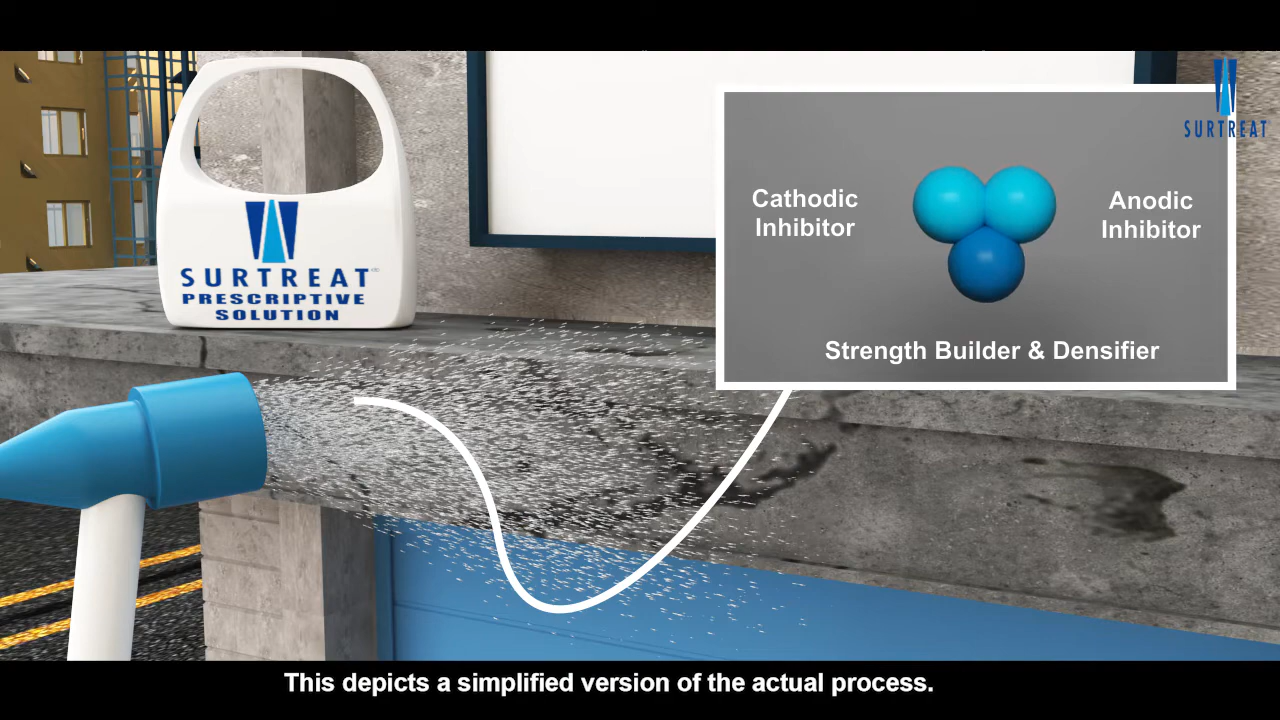 SURTREAT
PRESCRIPTIVE
SOLUTION
SURTREAT
Cathodic
Inhibitor
Anodic
Inhibitor
Strength Builder & Densifier
This depicts a simplified version of the actual process.